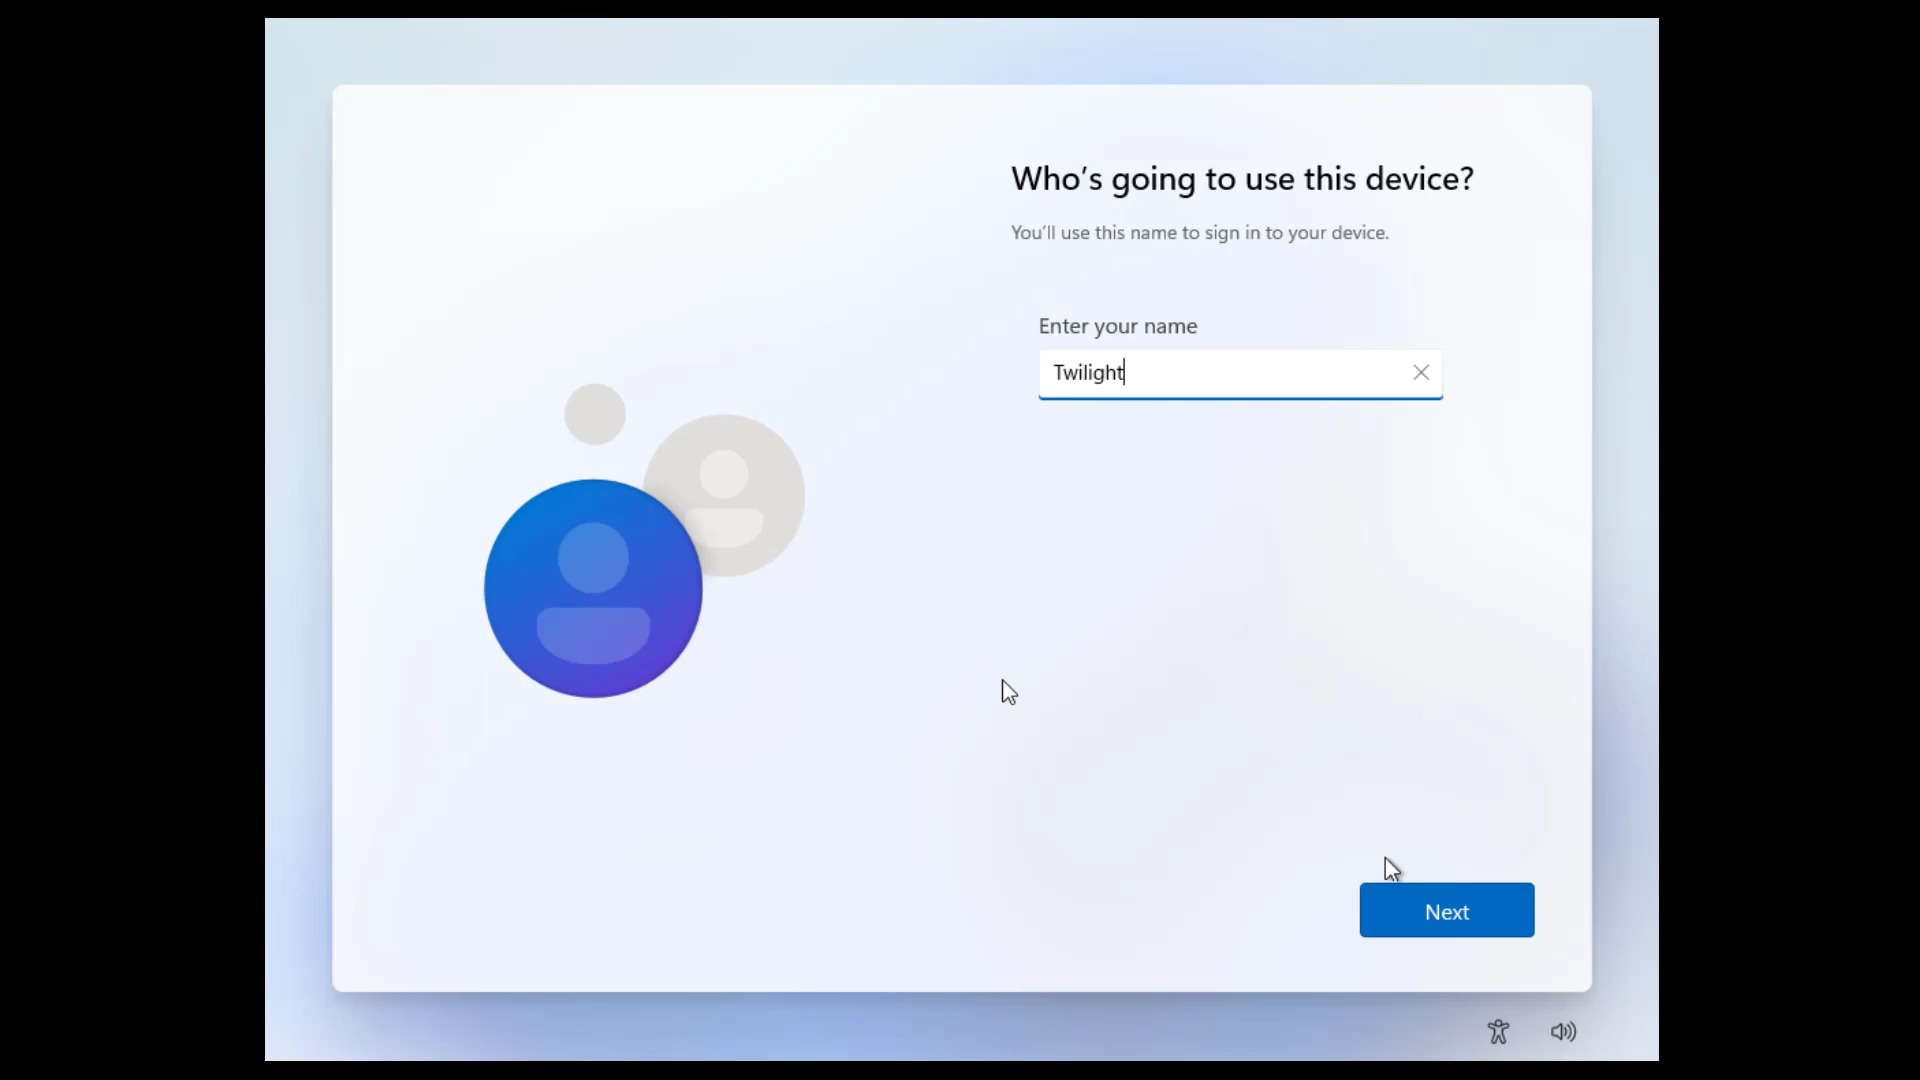 Who's going to use this device?
You'll use this name to sign in to your device.
Enter your name
Twilight
Next